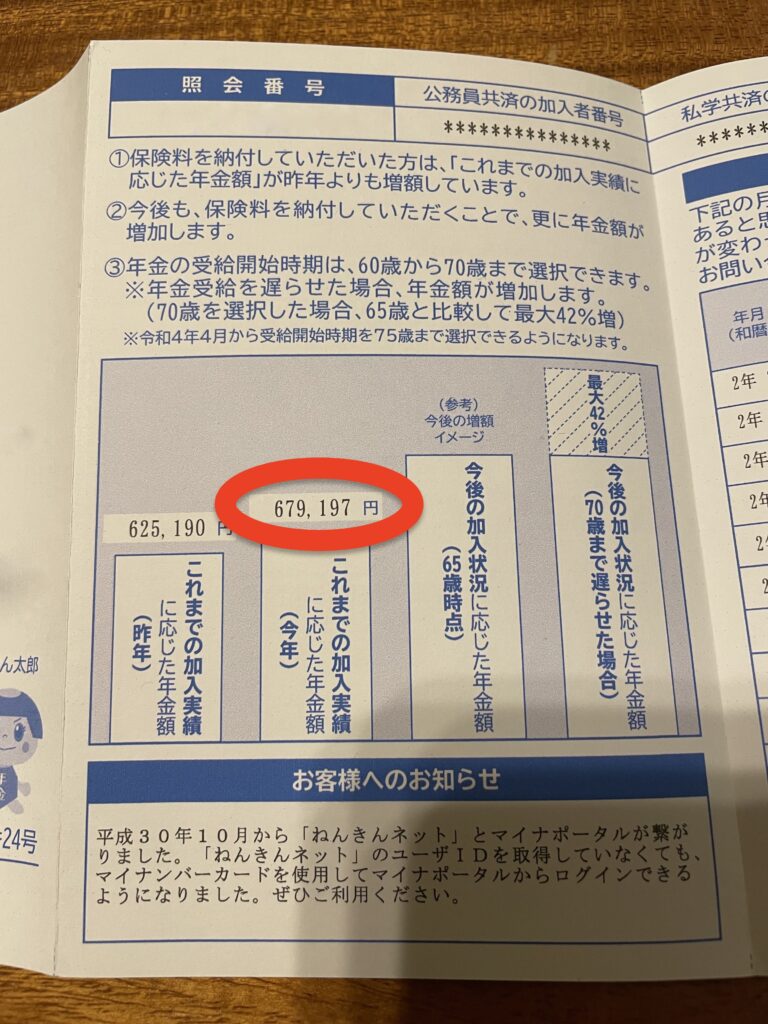 照会番号
公務員共済の加入者番号
***************
私学共済の
①保険料を納付していただいた方は、「これまでの加入実績に
応じた年金額」が昨年よりも増額しています。
②今後も、保険料を納付していただくことで、更に年金額が
増加します。
③年金の受給開始時期は、60歳から70歳まで選択できます。
※年金受給を遅らせた場合、年金額が増加します。
(70歳を選択した場合、65歳と比較して最大42%増)
※令和4年4月から受給開始時期を75歳まで選択できるようになります。
625,190 円
これまでの加入実績
に応じた年金額
(昨年)
679,197 円
これまでの加入実績
に応じた年金額
(今年)
(参考)
今後の増額
イメージ
今後の加入状況に応じた年金額
(65歳時点)
最大42%増
今後の加入状況に応じた年金額
(70歳まで遅らせた場合)
お客様へのお知らせ
平成30年10月から「ねんきんネット」とマイナポータルが繋が
りました。「ねんきんネット」のユーザIDを取得していなくても、
マイナンバーカードを使用してマイナポータルからログインできる
ようになりました。ぜひご利用ください。
ん太郎
年
金
24号
下記の月
あると思
が変わ
お問い
年月
(和暦
2年
2年
2年
2年
2年